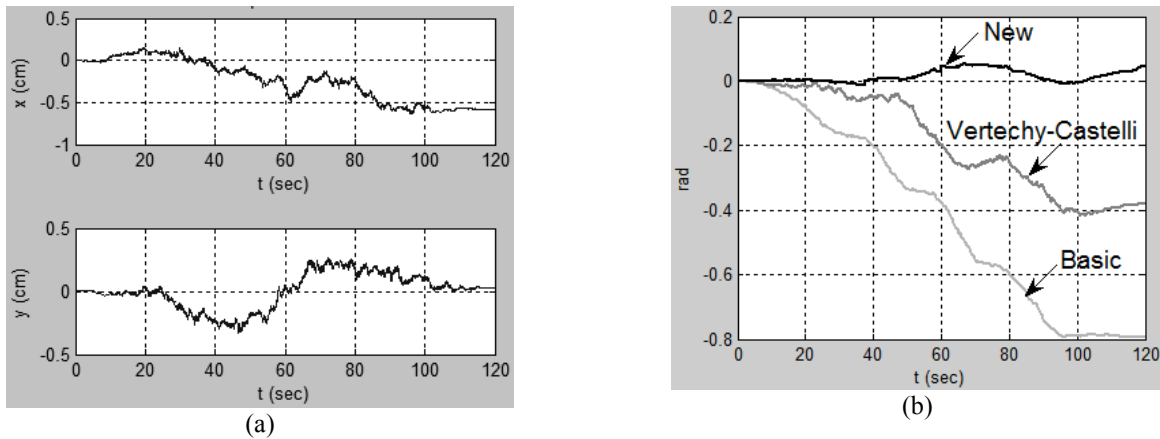 0.5
0
-0.5
-1
x (cm)
0 20 40 60 80 100 120
t (sec)
0.5
0
-0.5
y (cm)
0 20 40 60 80 100 120
t (sec)
(a)
0.2
0
-0.2
-0.4
-0.6
-0.8
rad
New
Vertechy-Castelli
Basic
0 20 40 60 80 100 120
t (sec)
(b)